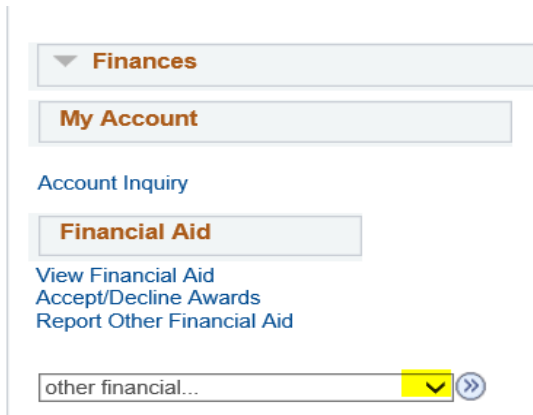 Finances
My Account
Account Inquiry
Financial Aid
View Financial Aid
Accept/Decline Awards
Report Other Financial Aid
other financial...